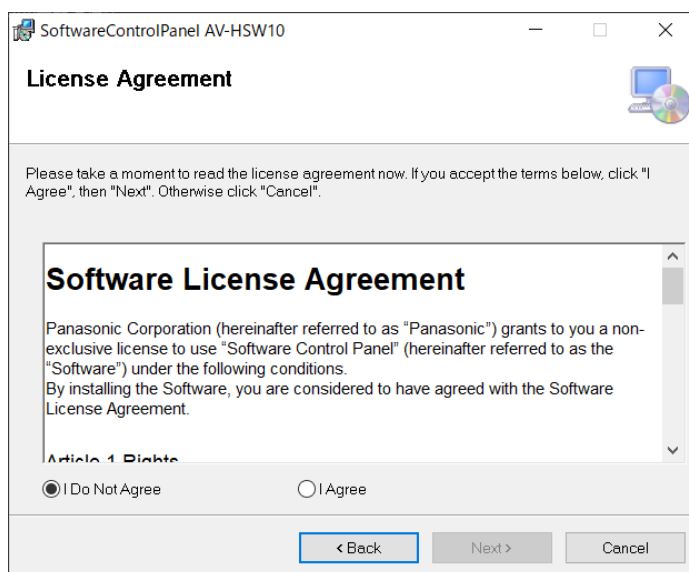 SoftwareControlPanel AV-HSW10
License Agreement
Please take a moment to read the license agreement now. If you accept the terms below, click "I
Agree", then "Next". Otherwise click "Cancel".
Software License Agreement
Panasonic Corporation (hereinafter referred to as “Panasonic”) grants to you a non-
exclusive license to use “Software Control Panel” (hereinafter referred to as the
“Software”) under the following conditions.
By installing the Software, you are considered to have agreed with the Software
License Agreement.
Article 1 Rights
I Do Not Agree
I Agree
< Back
Next >
Cancel